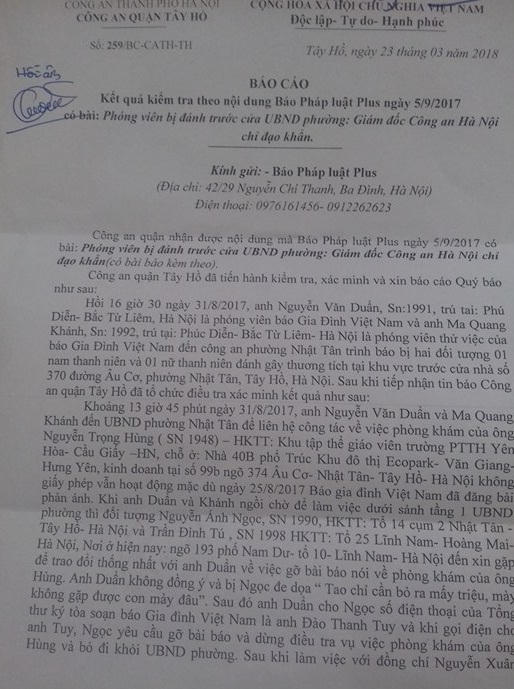 CÔNG AN THÀNH PHỐ HÀ NỘI
CÔNG AN QUẬN TÂY HỒ
CỘNG HÒA XÃ HỘI CHỦ NGHĨA VIỆT NAM
Độc lập- Tự do- Hạnh phúc
Số: 259/BC-CATH-TH
Tây Hồ, ngày 23 tháng 03 năm 2018
BÁO CÁO
Kết quả kiểm tra theo nội dung Báo Pháp luật Plus ngày 5/9/2017
có bài: Phóng viên bị đánh trước cửa UBND phường: Giám đốc Công an Hà Nội
chỉ đạo khẩn.
Kính gửi: - Báo Pháp luật Plus
(Địa chỉ: 42/29 Nguyễn Chí Thanh, Ba Đình, Hà Nội)
Điện thoại: 0976161456- 0912262623
Công an quận nhận được nội dung mà Báo Pháp luật Plus ngày 5/9/2017 có
bài: Phóng viên bị đánh trước cửa UBND phường: Giám đốc Công an Hà Nội chỉ
đạo khẩn(có bài báo kèm theo).
Công an quận Tây Hồ đã tiến hành kiểm tra, xác minh và xin báo cáo Quý báo
như sau:
Hồi 16 giờ 30 ngày 31/8/2017, anh Nguyễn Văn Duẩn, Sn:1991, trú tại: Phú
Diễn- Bắc Từ Liêm, Hà Nội là phóng viên báo Gia Đình Việt Nam và anh Ma Quang
Khánh, Sn: 1992, trú tại: Phúc Diễn- Bắc Từ Liêm- Hà Nội là phóng viên thử việc của
báo Gia Đình Việt Nam đến công an phường Nhật Tân trình báo bị hai đối tượng 01
nam thanh niên và 01 nữ thanh niên đánh gây thương tích tại khu vực trước cửa nhà số
370 đường Âu Cơ, phường Nhật Tân, Tây Hồ, Hà Nội. Sau khi tiếp nhận tin báo Công
an quận Tây Hồ đã tổ chức điều tra xác minh kết quả như sau:
Khoảng 13 giờ 45 phút ngày 31/8/2017, anh Nguyễn Văn Duẩn và Ma Quang
Khánh đến UBND phường Nhật Tân để liên hệ công tác về việc phòng khám của ông
Nguyễn Trọng Hùng ( SN 1948) – HKTT: Khu tập thể giáo viên trường PTTH Yên
Hòa- Cầu Giấy –HN, chỗ ở: Nhà 40B phố Trúc Khu đô thị Ecopark- Văn Giang-
Hưng Yên, kinh doanh tại số 99b ngõ 374 Âu Cơ- Nhật Tân- Tây Hồ- Hà Nội không
giấy phép vẫn hoạt động mặc dù ngày 25/8/2017 Báo gia đình Việt Nam đã đăng bài
phản ánh. Khi anh Duẩn và Khánh ngồi chờ để làm việc dưới sảnh tầng 1 UBND
phường thì đối tượng Nguyễn Ánh Ngọc, SN 1990, HKTT: Tổ 14 cụm 2 Nhật Tân -
Tây Hồ- Hà Nội và Trần Đình Tú , SN 1998 HKTT: Tổ 25 Lĩnh Nam- Hoàng Mai-
Hà Nội, Nơi ở hiện nay: ngõ 193 phố Nam Dư- tổ 10- Lĩnh Nam- Hà Nội đến xin gặp
để trao đổi thống nhất với anh Duẩn về việc gỡ bài báo nói về phòng khám của ông
Hùng. Anh Duẩn không đồng ý và bị Ngọc đe dọa “ Tao chỉ cần bỏ ra mấy triệu, mày
không gặp được con mày đâu”. Sau đó anh Duẩn cho Ngọc số điện thoại của Tổng
thư ký tòa soạn báo Gia đình Việt Nam là anh Đào Thanh Tuy và khi gọi điện cho
anh Tuy, Ngọc yêu cầu gỡ bài báo và dừng điều tra vụ việc phòng khám của ông
Hùng và bỏ đi khỏi UBND phường. Sau khi làm việc với đồng chí Nguyễn Xuân